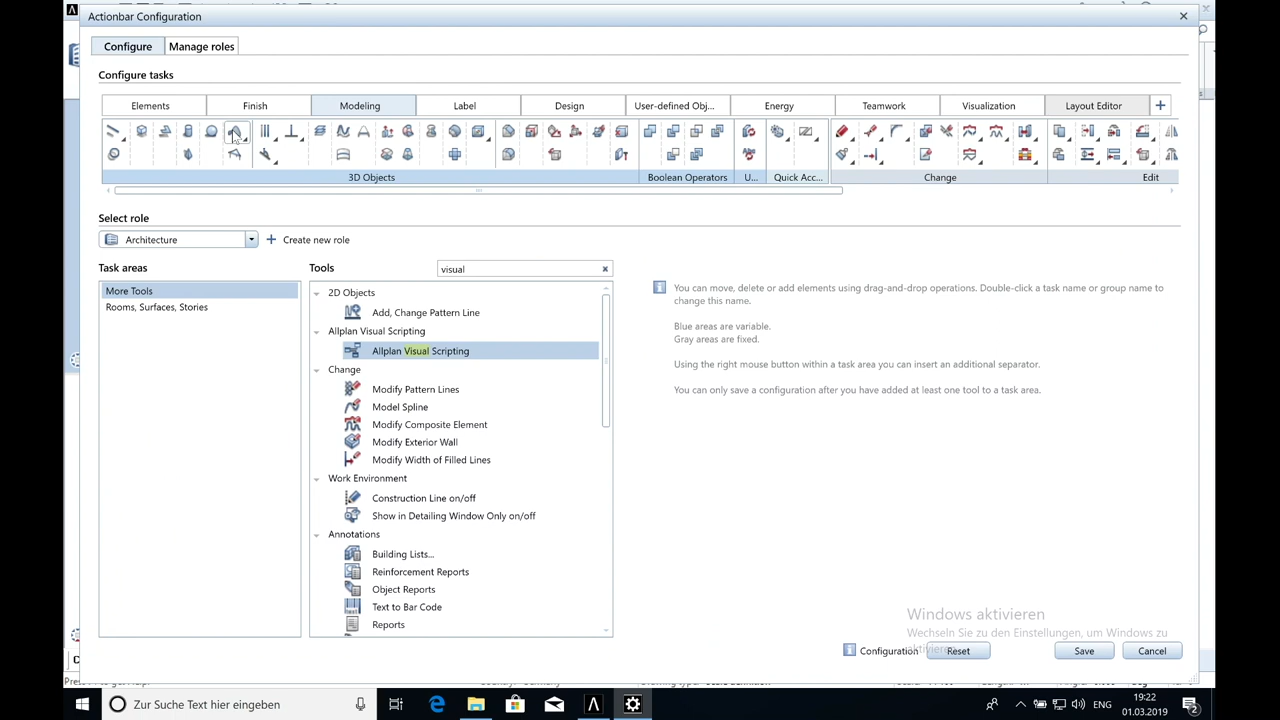 Actionbar Configuration
Configure
Manage roles
Configure tasks
Elements
Finish
Modeling
Label
Design
User-defined Obj...
Energy
Teamwork
Visualization
Layout Editor
3D Objects
Boolean Operators
U...
Quick Acc...
Change
Edit
Select role
Architecture
Create new role
Task areas
Tools
visual
More Tools
Rooms, Surfaces, Stories
2D Objects
Add, Change Pattern Line
Allplan Visual Scripting
Allplan Visual Scripting
Change
Modify Pattern Lines
Model Spline
Modify Composite Element
Modify Exterior Wall
Modify Width of Filled Lines
Work Environment
Construction Line on/off
Show in Detailing Window Only on/off
Annotations
Building Lists...
Reinforcement Reports
Object Reports
Text to Bar Code
Reports
You can move, delete or add elements using drag-and-drop operations. Double-click a task name or group name to
change this name.
Blue areas are variable.
Gray areas are fixed.
Using the right mouse button within a task area you can insert an additional separator.
You can only save a configuration after you have added at least one tool to a task area.
Windows aktivieren
Wechseln Sie zu den Einstellungen, um Windows zu
Configuration
Reset
Save
Cancel
Zur Suche Text hier eingeben
ENG
19:22
01.03.2019
2